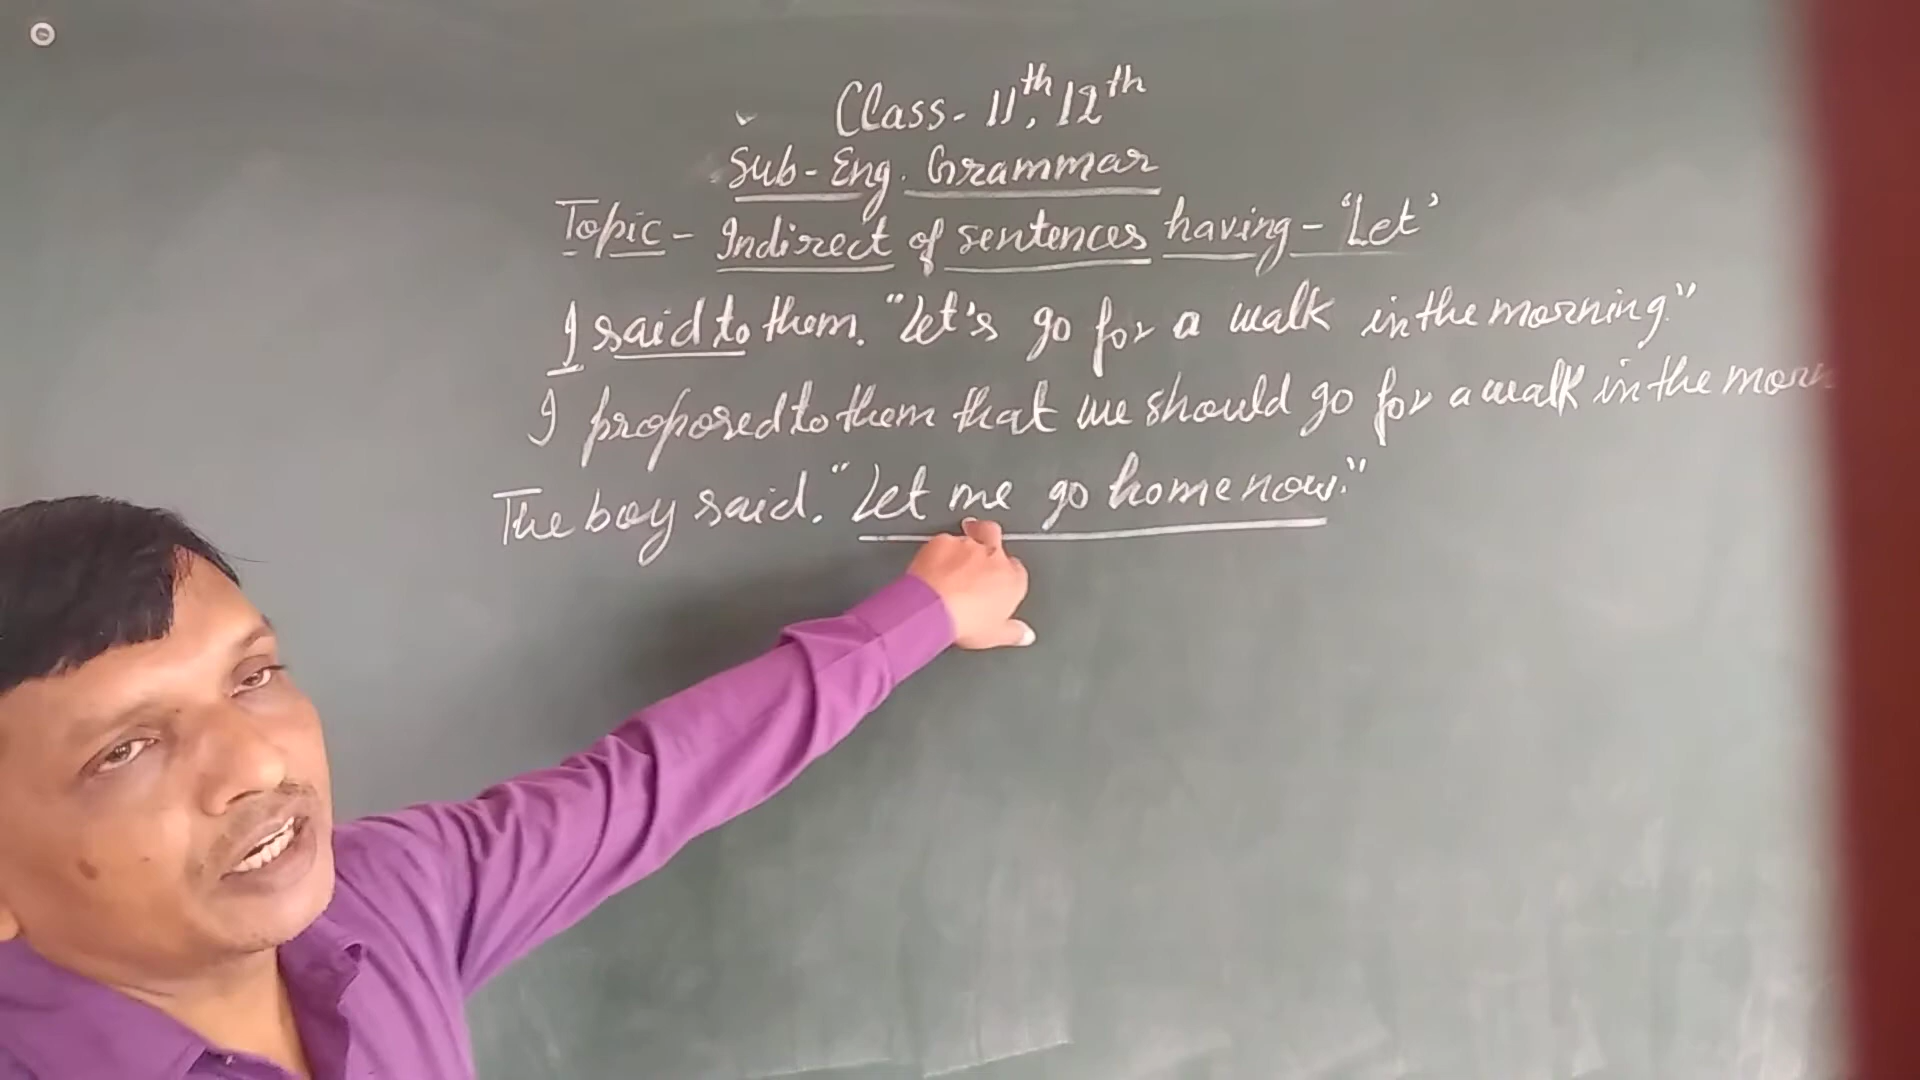 Class- 11th, 12th
Sub- Eng. Grammar
Topic - Indirect of sentences having - 'Let'
I said to them. "Let's go for a walk in the morning."
I proposed to them that we should go for a walk in the morn
The boy said. "Let me go home now."